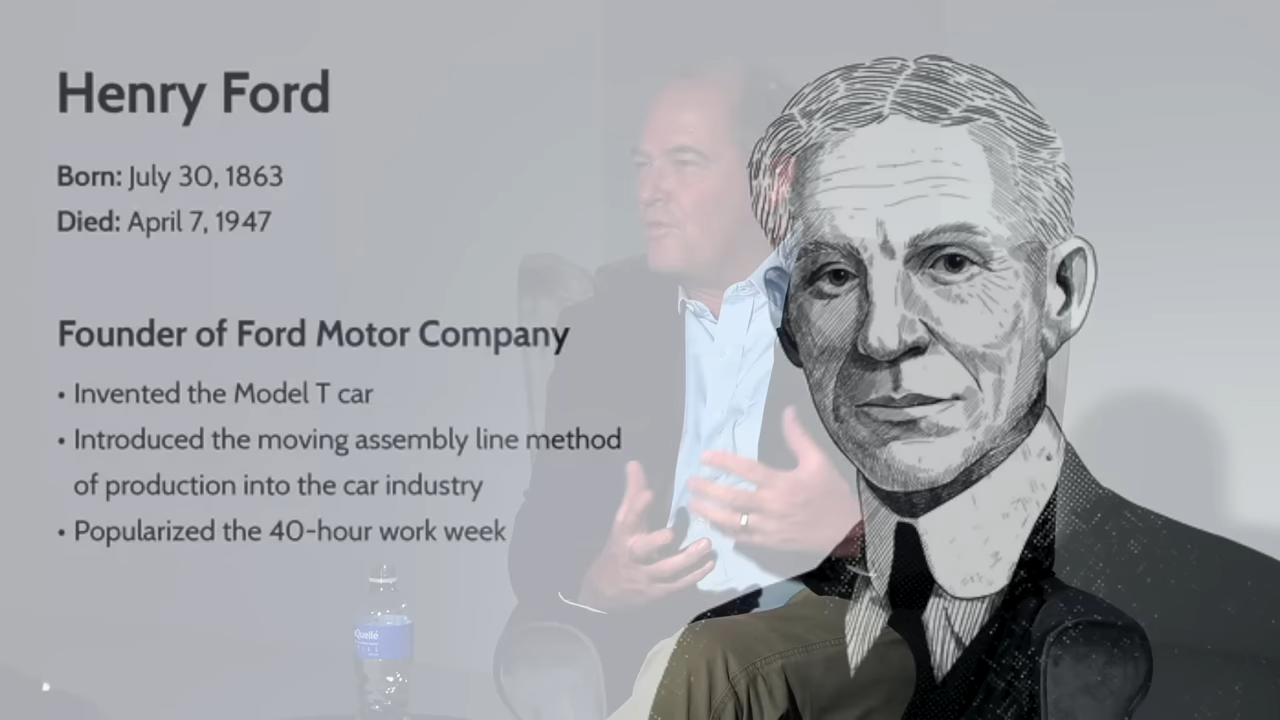 Henry Ford
Born: July 30, 1863
Died: April 7, 1947
Founder of Ford Motor Company
• Invented the Model T car
• Introduced the moving assembly line method
of production into the car industry
• Popularized the 40-hour work week
Quellé